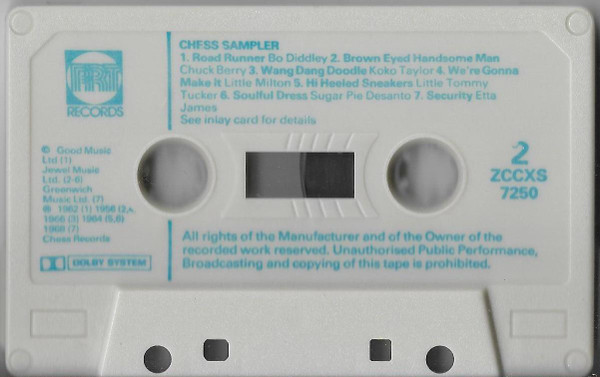 CHESS SAMPLER
1. Road Runner Bo Diddley 2. Brown Eyed Handsome Man
Chuck Berry 3. Wang Dang Doodle Koko Taylor 4. We're Gonna
Make It Little Milton 5. Hi Heeled Sneakers Little Tommy
Tucker 6. Soulful Dress Sugar Pie Desanto 7. Security Etta
James
See inlay card for details
PRT
RECORDS
© Good Music
Ltd (1)
Jewel Music
Ltd. (2-6)
Greenwich
Music Ltd. (7)
℗ 1962 (1) 1956 (2,
1966 (3) 1964 (5,6)
(7)
Chess Records
2
ZCCXS
7250
All rights of the Manufacturer and of the Owner of the
recorded work reserved. Unauthorised Public Performance,
Broadcasting and copying of this tape is prohibited.
DOLBY SYSTEM